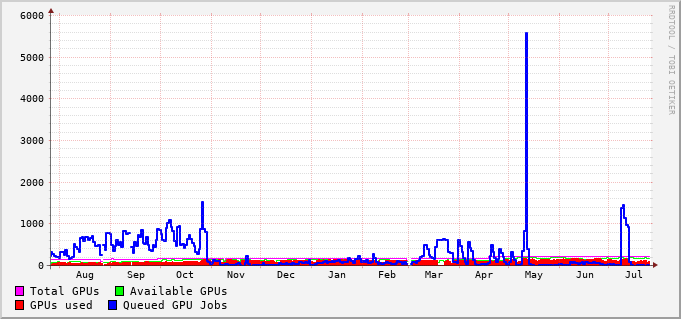 6000
5000
4000
3000
2000
1000
0
Aug Sep Oct Nov Dec Jan Feb Mar Apr May Jun Jul
Total GPUs Available GPUs
GPUs used Queued GPU Jobs
RRDTOOL / TOBI OETIKER